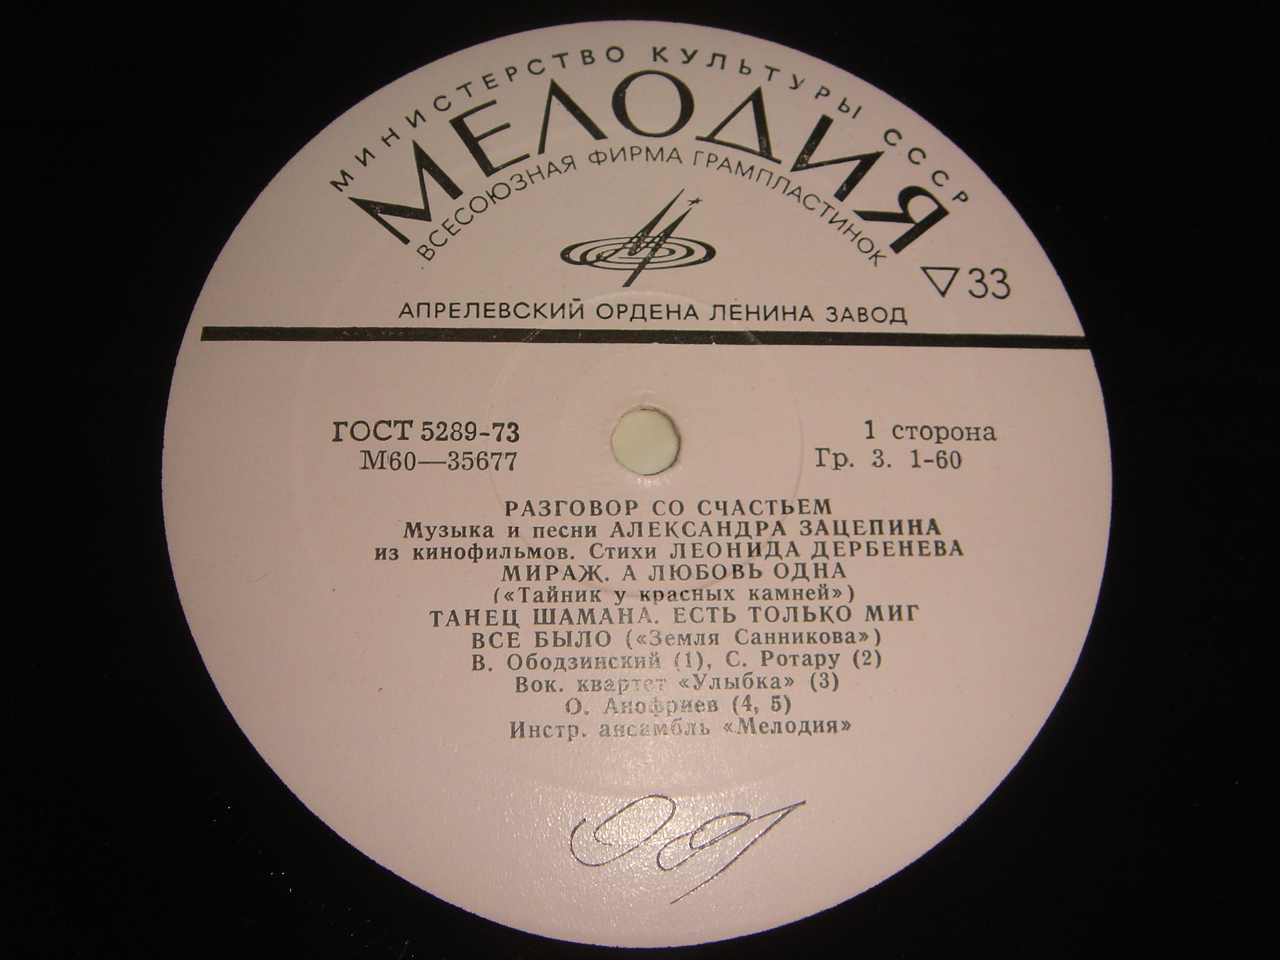 МИНИСТЕРСТВО КУЛЬТУРЫ СССР
МЕЛОДИЯ
ВСЕСОЮЗНАЯ ФИРМА ГРАМПЛАСТИНОК
33
АПРЕЛЕВСКИЙ ОРДЕНА ЛЕНИНА ЗАВОД
ГОСТ 5289-73
М60—35677
1 сторона
Гр. 3. 1-60
РАЗГОВОР СО СЧАСТЬЕМ
Музыка и песни АЛЕКСАНДРА ЗАЦЕПИНА
из кинофильмов. Стихи ЛЕОНИДА ДЕРБЕНЕВА
МИРАЖ. А ЛЮБОВЬ ОДНА
(«Тайник у красных камней»)
ТАНЕЦ ШАМАНА. ЕСТЬ ТОЛЬКО МИГ
ВСЕ БЫЛО («Земля Санникова»)
В. Ободзинский (1), С. Ротару (2)
Вок. квартет «Улыбка» (3)
О. Анофриев (4, 5)
Инстр. ансамбль «Мелодия»